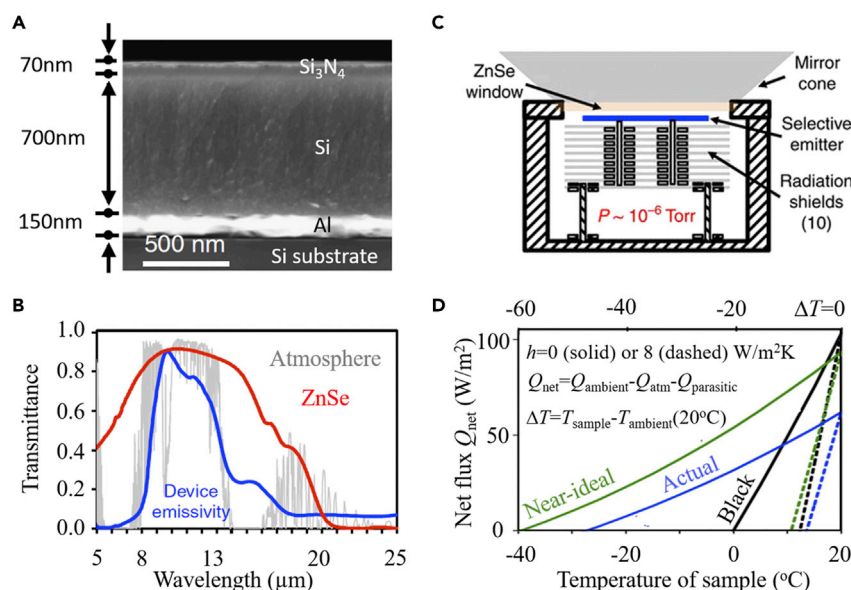 A
70nm
700nm
150nm
Si3N4
Si
Al
500 nm
Si substrate
C
ZnSe
window
Mirror
cone
Selective
emitter
Radiation
shields
(10)
P ~ 10⁻⁶ Torr
B
Transmittance
1.0
0.8
0.6
0.4
0.2
0.0
Atmosphere
ZnSe
Device
emissivity
5 8 13 20 25
Wavelength (µm)
D
-60 -40 -20 ΔT=0
Net flux Qnet (W/m²)
100
50
0
h=0 (solid) or 8 (dashed) W/m²K
Qnet=Qambient-Qatm-Qparasitic
ΔT=Tsample-Tambient(20°C)
Near-ideal
Actual
Black
-40 -20 0 20
Temperature of sample (°C)